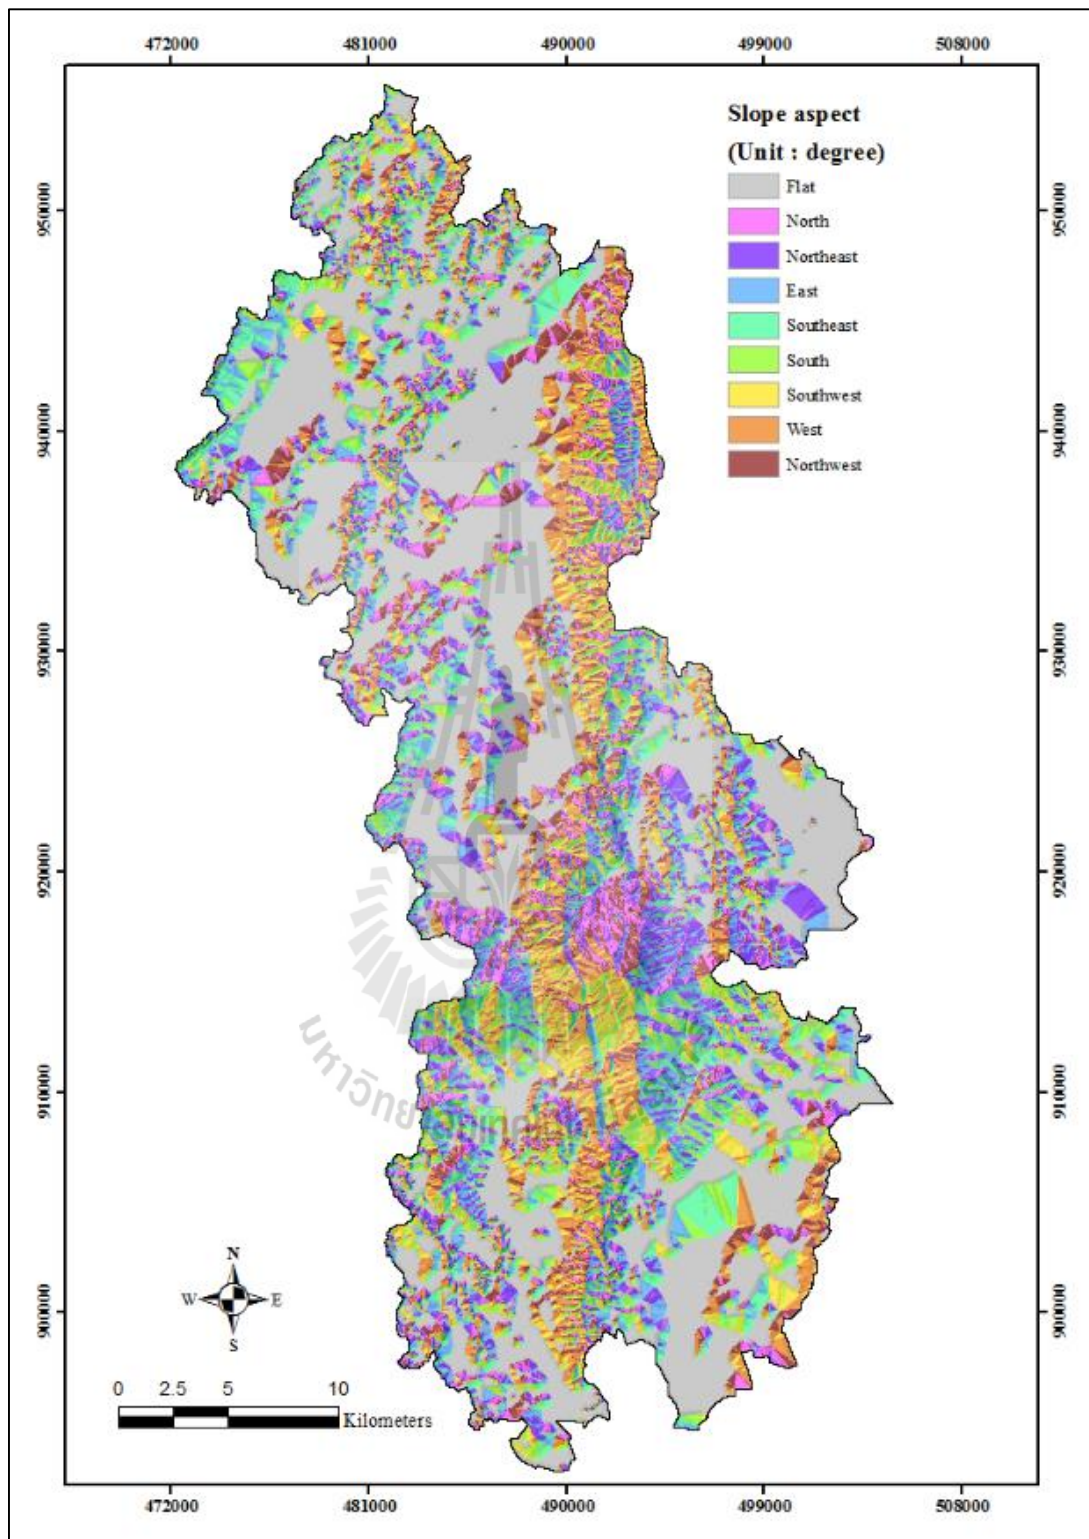 472000 481000 490000 499000 508000
Slope aspect
(Unit : degree)
Flat
North
Northeast
East
Southeast
South
Southwest
West
Northwest
950000 950000
940000 940000
930000 930000
920000 920000
910000 910000
900000 900000
N
W E
S
0 2.5 5 10
Kilometers
472000 481000 490000 499000 508000